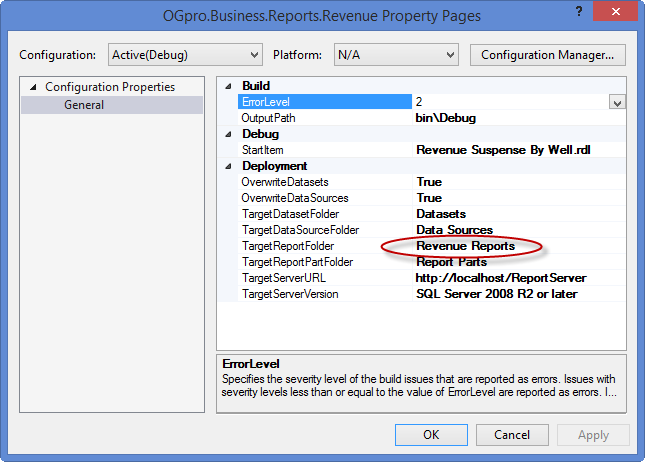 OGpro.Business.Reports.Revenue Property Pages
? x
Configuration: Active(Debug) Platform: N/A Configuration Manager...
Configuration Properties
General
Build
ErrorLevel 2
OutputPath bin\Debug
Debug
StartItem Revenue Suspense By Well.rdl
Deployment
OverwriteDatasets True
OverwriteDataSources True
TargetDatasetFolder Datasets
TargetDataSourceFolder Data Sources
TargetReportFolder Revenue Reports
TargetReportPartFolder Report Parts
TargetServerURL http://localhost/ReportServer
TargetServerVersion SQL Server 2008 R2 or later
ErrorLevel
Specifies the severity level of the build issues that are reported as errors. Issues with
severity levels less than or equal to the value of ErrorLevel are reported as errors. I...
OK Cancel Apply